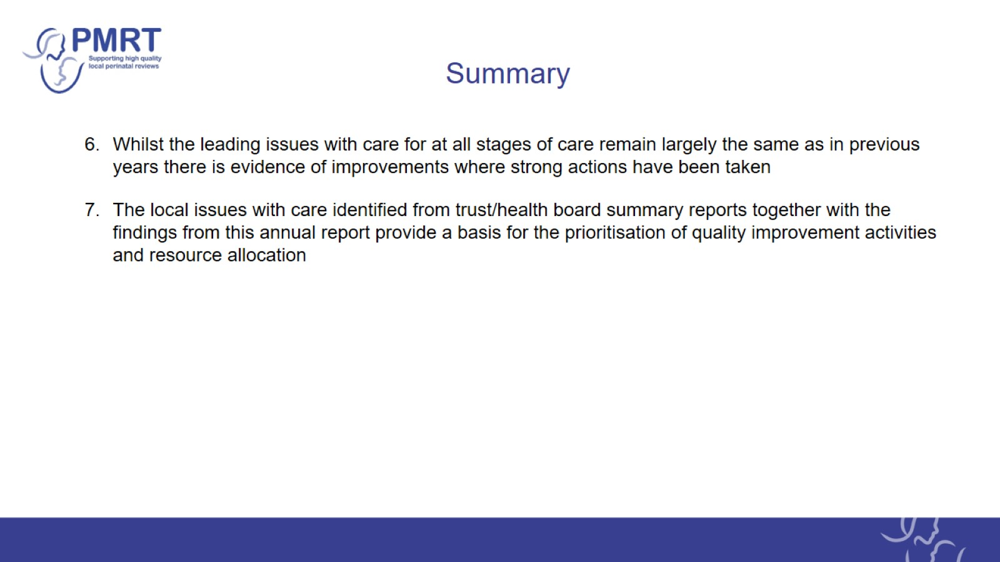 PMRT
Supporting high quality
local perinatal reviews
Summary
6. Whilst the leading issues with care for at all stages of care remain largely the same as in previous
years there is evidence of improvements where strong actions have been taken
7. The local issues with care identified from trust/health board summary reports together with the
findings from this annual report provide a basis for the prioritisation of quality improvement activities
and resource allocation